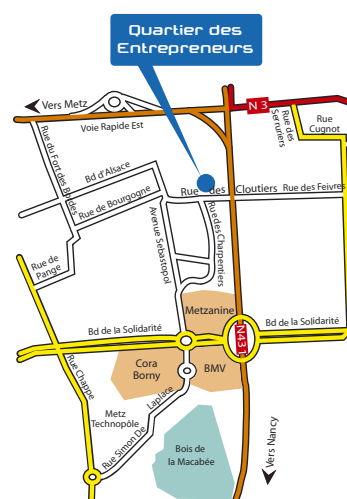 Quartier des
Entrepreneurs
Vers Metz
N 3
Voie Rapide Est
Rue des
Serruriers
Rue
Cugnot
Rue du Fort des Bordes
Bd d'Alsace
Rue de Bourgogne
Rue des Cloutiers
Rue des Feivres
Avenue Sebastopol
Rue des Charpentiers
Rue de
Pange
Metzanine
Bd de la Solidarité
N431
Bd de la Solidarité
Cora
Borny
BMV
Rue Chappe
Metz
Technopôle
Rue Simon De
Laplace
Bois de
la Macabée
Vers Nancy